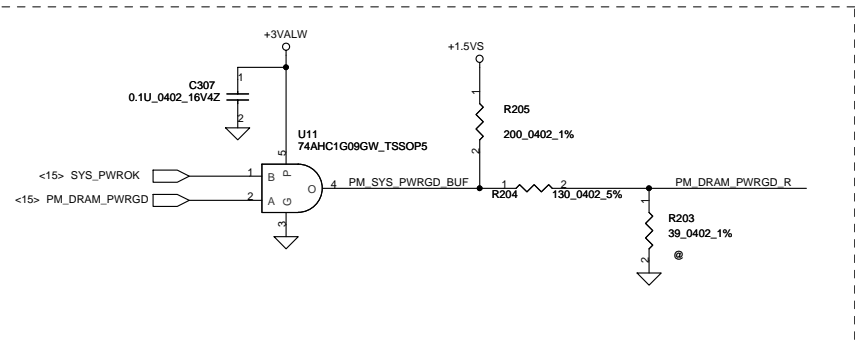 +3VALW
+1.5VS
1
C307
0.1U_0402_16V4Z
2
1
R205
200_0402_1%
2
U11
74AHC1G09GW_TSSOP5
5
<15> SYS_PWROK
1
B
P
O
4
PM_SYS_PWRGD_BUF
<15> PM_DRAM_PWRGD
2
A
G
3
1
2
R204
130_0402_5%
PM_DRAM_PWRGD_R
1
R203
39_0402_1%
2
@